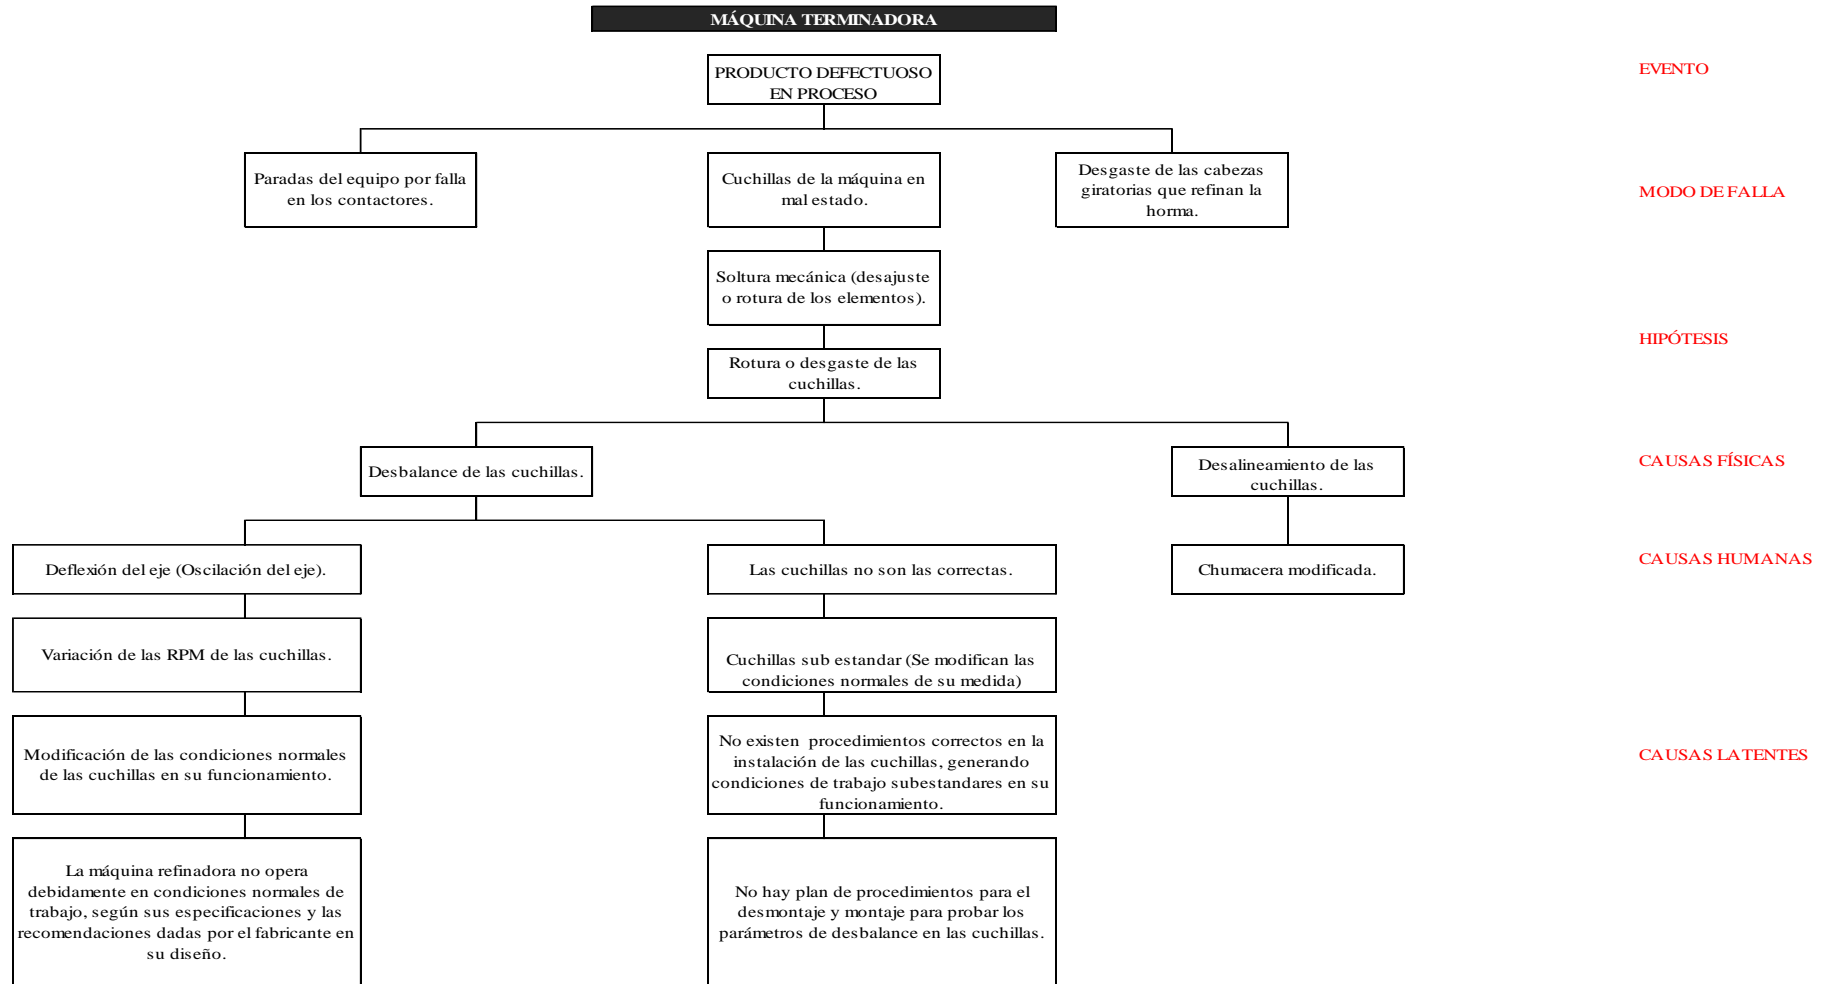 MÁQUINA TERMINADORA
PRODUCTO DEFECTUOSO
EN PROCESO
EVENTO
Paradas del equipo por falla
en los contactores.
Cuchillas de la máquina en
mal estado.
Desgaste de las cabezas
giratorias que refinan la
horma.
MODO DE FALLA
Soltura mecánica (desajuste
o rotura de los elementos).
HIPÓTESIS
Rotura o desgaste de las
cuchillas.
Desbalance de las cuchillas.
Desalineamiento de las
cuchillas.
CAUSAS FÍSICAS
Deflexión del eje (Oscilación del eje).
Las cuchillas no son las correctas.
Chumacera modificada.
CAUSAS HUMANAS
Variación de las RPM de las cuchillas.
Cuchillas sub estandar (Se modifican las
condiciones normales de su medida)
Modificación de las condiciones normales
de las cuchillas en su funcionamiento.
No existen procedimientos correctos en la
instalación de las cuchillas, generando
condiciones de trabajo subestandares en su
funcionamiento.
CAUSAS LATENTES
La máquina refinadora no opera
debidamente en condiciones normales de
trabajo, según sus especificaciones y las
recomendaciones dadas por el fabricante en
su diseño.
No hay plan de procedimientos para el
desmontaje y montaje para probar los
parámetros de desbalance en las cuchillas.